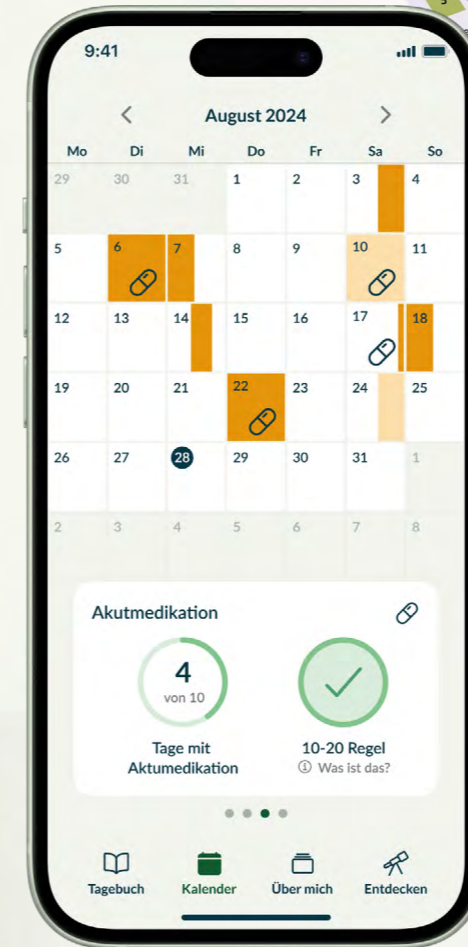 9:41
August 2024
Mo Di Mi Do Fr Sa So
29 30 31 1 2 3 4
5 6 7 8 9 10 11
12 13 14 15 16 17 18
19 20 21 22 23 24 25
26 27 28 29 30 31 1
2 3 4 5 6 7 8
Akutmedikation
4
von 10
Tage mit
Aktumedikation
10-20 Regel
Was ist das?
Tagebuch Kalender Über mich Entdecken